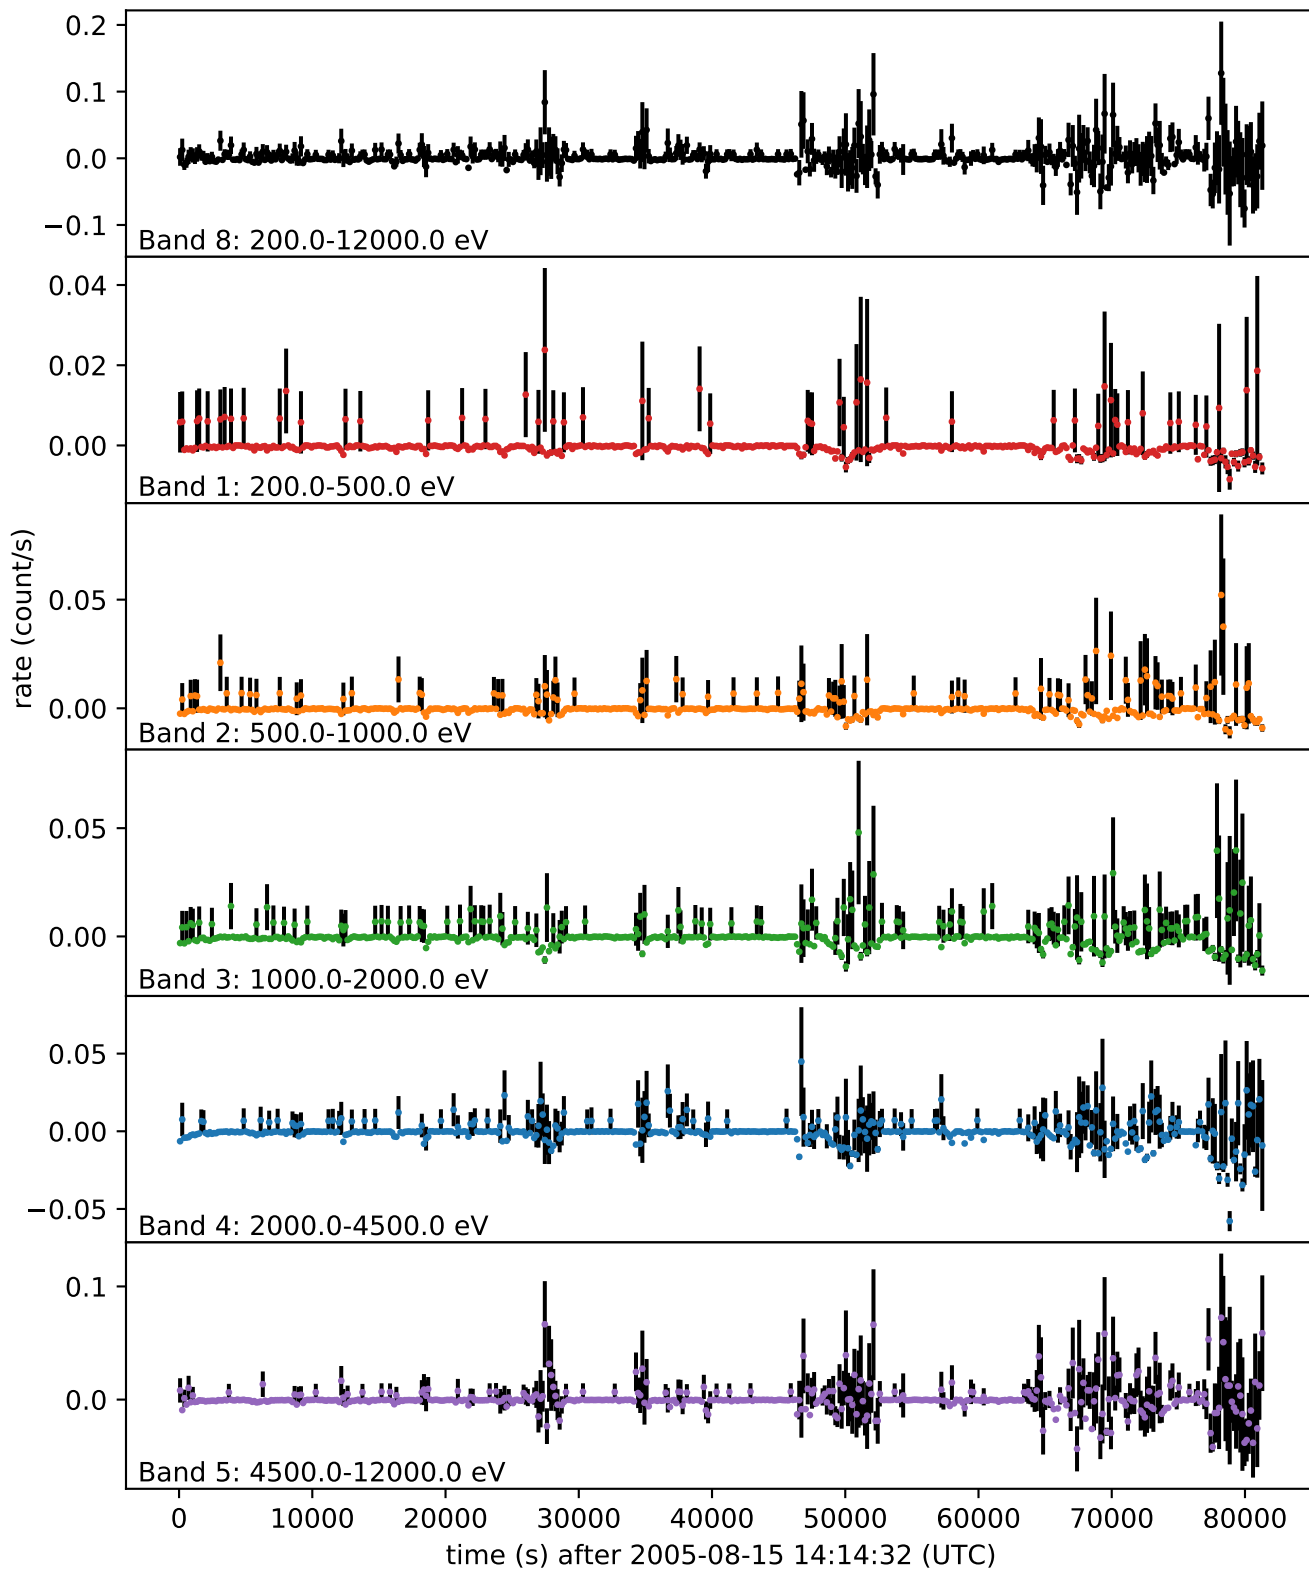 0.2
0.1
0.0
−0.1
Band 8: 200.0-12000.0 eV
0.04
0.02
0.00
Band 1: 200.0-500.0 eV
rate (count/s)
0.05
0.00
Band 2: 500.0-1000.0 eV
0.05
0.00
Band 3: 1000.0-2000.0 eV
0.05
0.00
−0.05
Band 4: 2000.0-4500.0 eV
0.1
0.0
Band 5: 4500.0-12000.0 eV
0 10000 20000 30000 40000 50000 60000 70000 80000
time (s) after 2005-08-15 14:14:32 (UTC)